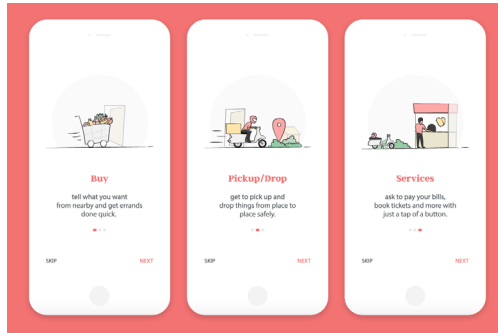 Buy
tell what you want
from nearby and get errands
done quick.
SKIP
NEXT
Pickup/Drop
get to pick up and
drop things from place to
place safely.
SKIP
NEXT
Services
ask to pay your bills,
book tickets and more with
just a tap of a button.
SKIP
NEXT